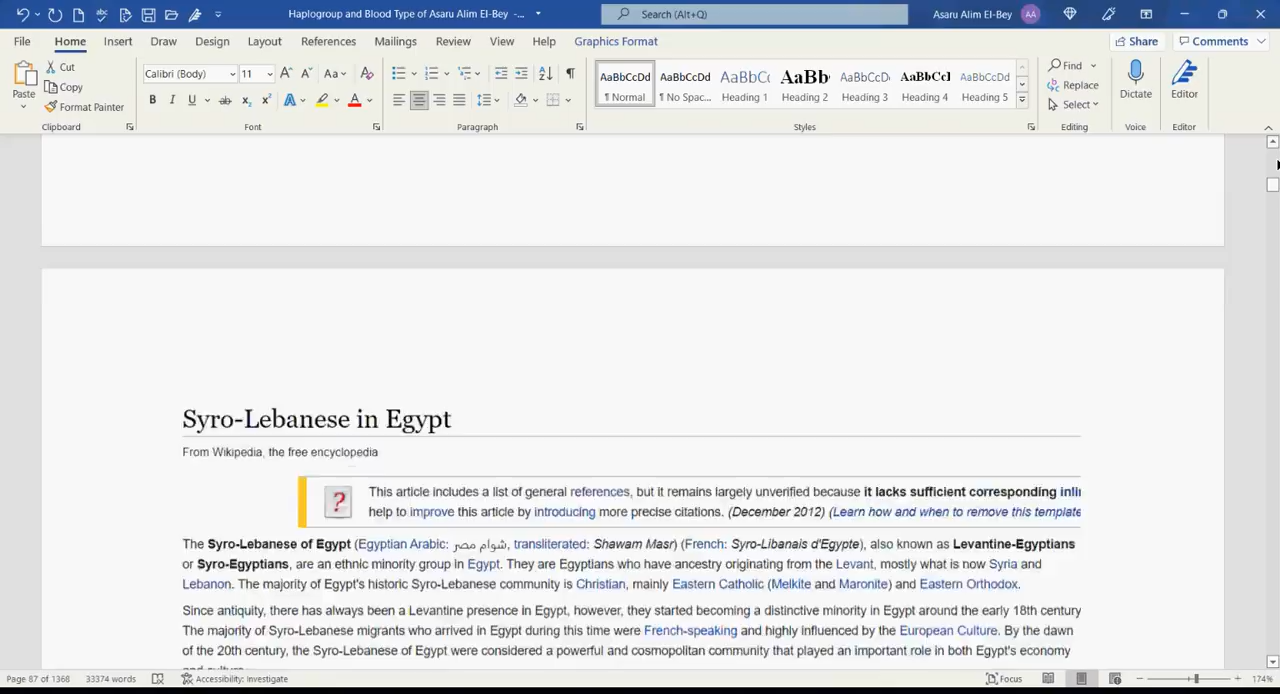 Haplogroup and Blood Type of Asaru Alim El-Bey -...
Search (Alt+Q)
Asaru Alim El-Bey
AA
File Home Insert Draw Design Layout References Mailings Review View Help Graphics Format
Share
Comments
Paste
Cut
Copy
Format Painter
Calibri (Body)
11
AaBbCcDd
¶ Normal
AaBbCcDd
¶ No Spac...
AaBbC
Heading 1
AaBb
Heading 2
AaBbCcD
Heading 3
AaBbCcI
Heading 4
AaBbCcDd
Heading 5
Find
Replace
Select
Dictate
Editor
Clipboard
Font
Paragraph
Styles
Editing
Voice
Editor
Syro-Lebanese in Egypt
From Wikipedia, the free encyclopedia
This article includes a list of general references, but it remains largely unverified because it lacks sufficient corresponding
help to improve this article by introducing more precise citations. (December 2012) (Learn how and when to remove this template
The Syro-Lebanese of Egypt (Egyptian Arabic: شوام مصر, transliterated: Shawam Masr) (French: Syro-Libanais d'Egypte), also known as Levantine-Egyptians
or Syro-Egyptians, are an ethnic minority group in Egypt. They are Egyptians who have ancestry originating from the Levant, mostly what is now Syria and
Lebanon. The majority of Egypt's historic Syro-Lebanese community is Christian, mainly Eastern Catholic (Melkite and Maronite) and Eastern Orthodox.
Since antiquity, there has always been a Levantine presence in Egypt, however, they started becoming a distinctive minority in Egypt around the early 18th century
The majority of Syro-Lebanese migrants who arrived in Egypt during this time were French-speaking and highly influenced by the European Culture. By the dawn
of the 20th century, the Syro-Lebanese of Egypt were considered a powerful and cosmopolitan community that played an important role in both Egypt's economy
and culture.
Page 87 of 1368
33374 words
Accessibility: Investigate
Focus
174%